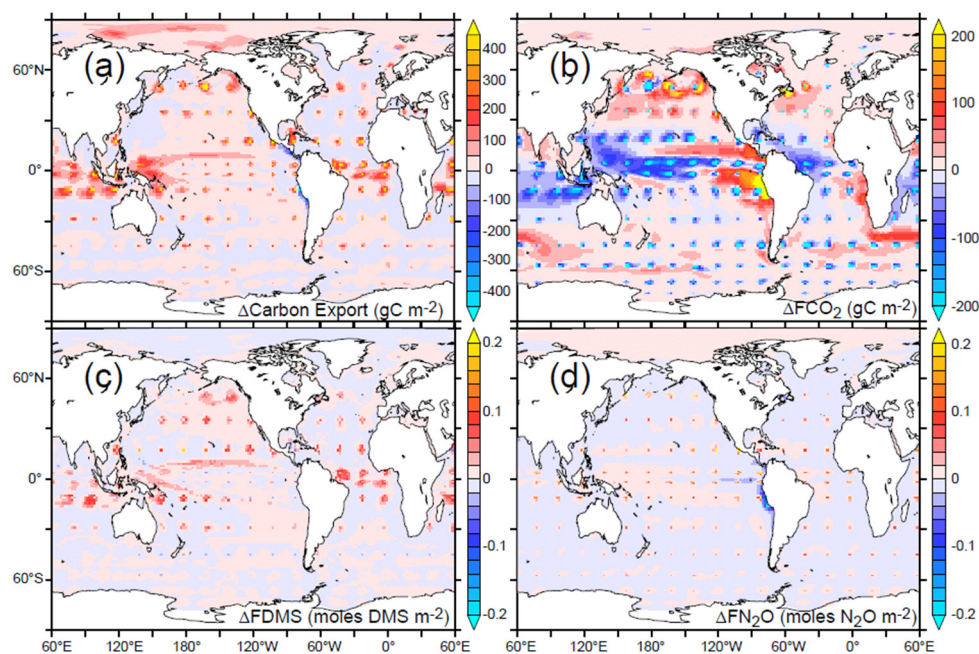 (a)
400
300
200
100
0
-100
-200
-300
-400
60°N
0°
60°S
ΔCarbon Export (gC m-2)
(b)
200
100
0
-100
-200
ΔFCO2 (gC m-2)
(c)
0.2
0.1
0
-0.1
-0.2
60°N
0°
60°S
ΔFDMS (moles DMS m-2)
60°E 120°E 180° 120°W 60°W 0° 60°E
(d)
0.2
0.1
0
-0.1
-0.2
ΔFN2O (moles N2O m-2)
60°E 120°E 180° 120°W 60°W 0° 60°E